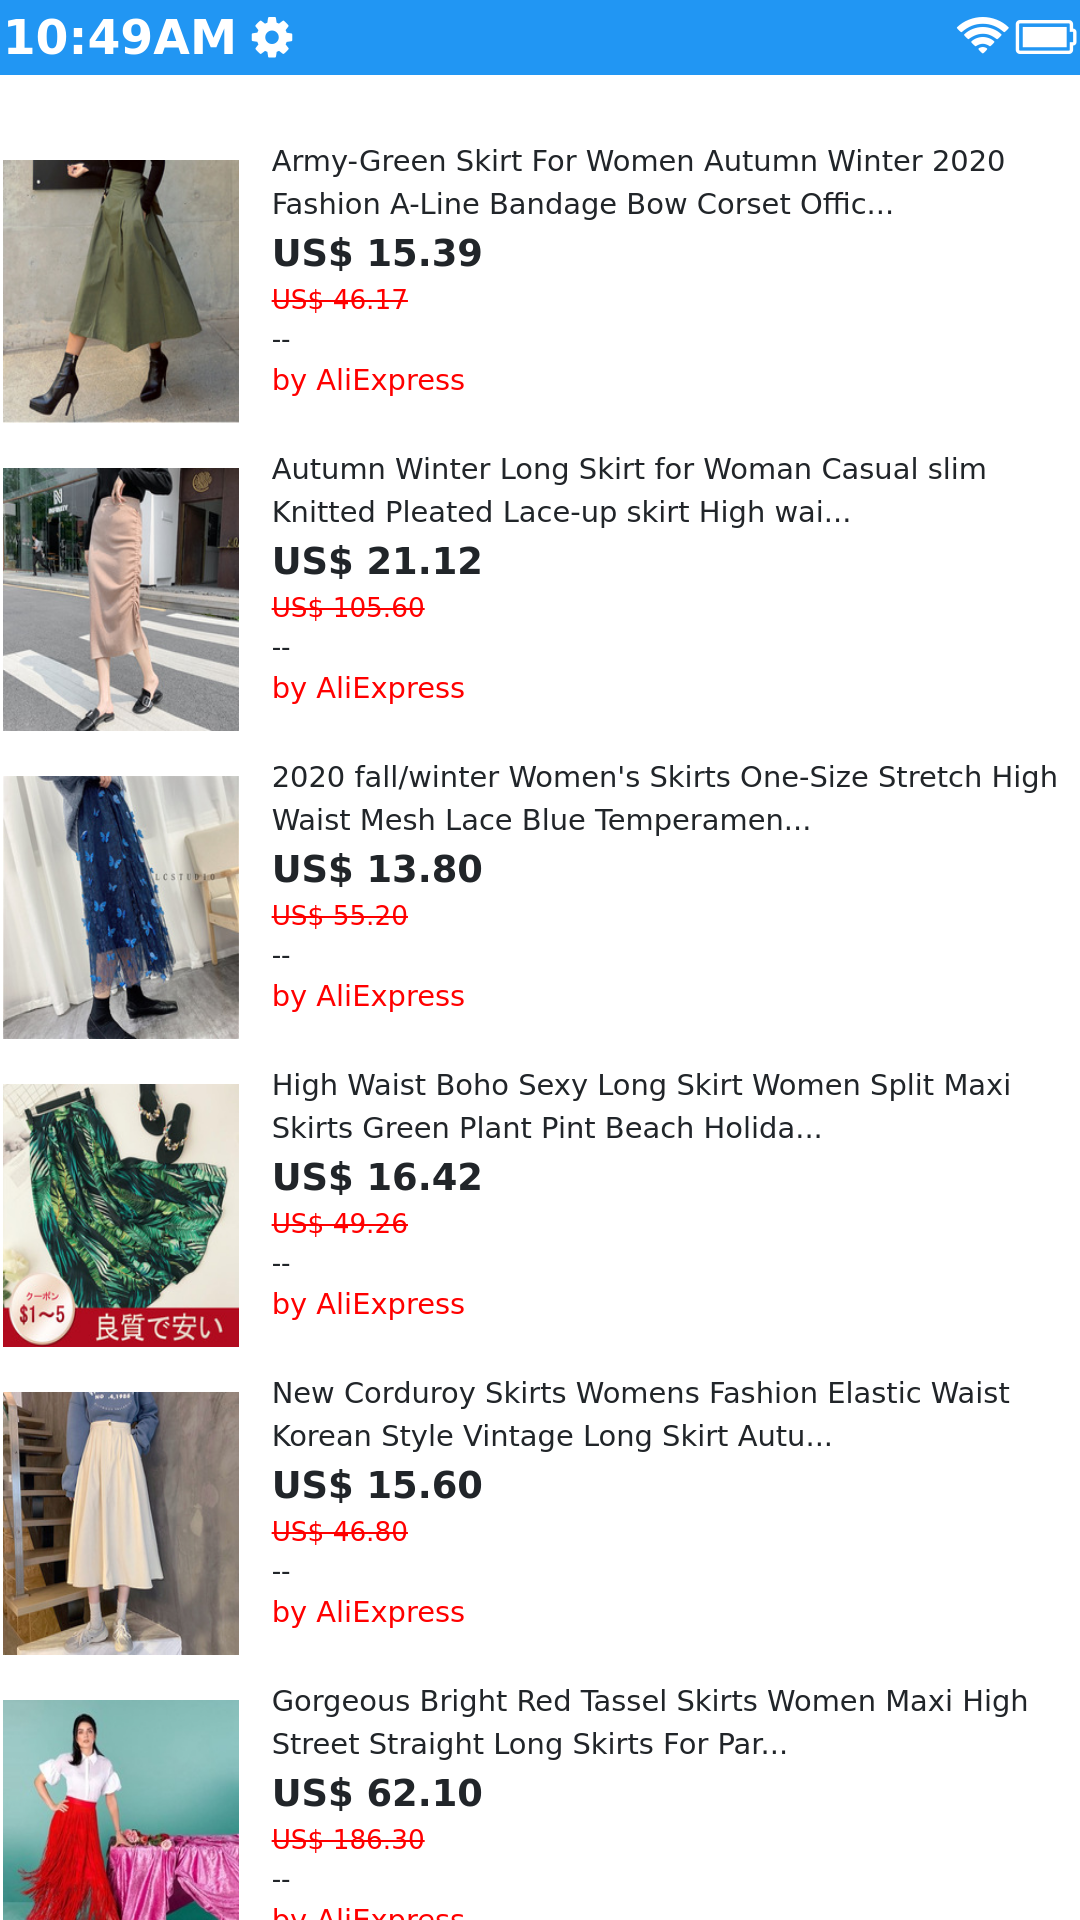 10:49AM
Army-Green Skirt For Women Autumn Winter 2020
Fashion A-Line Bandage Bow Corset Offic...
US$ 15.39
US$ 46.17
--
by AliExpress
Autumn Winter Long Skirt for Woman Casual slim
Knitted Pleated Lace-up skirt High wai...
US$ 21.12
US$ 105.60
--
by AliExpress
2020 fall/winter Women's Skirts One-Size Stretch High
Waist Mesh Lace Blue Temperamen...
US$ 13.80
US$ 55.20
--
by AliExpress
LCSTUDIO
High Waist Boho Sexy Long Skirt Women Split Maxi
Skirts Green Plant Pint Beach Holida...
US$ 16.42
US$ 49.26
--
by AliExpress
クーポン
$1〜5
良質で安い
New Corduroy Skirts Womens Fashion Elastic Waist
Korean Style Vintage Long Skirt Autu...
US$ 15.60
US$ 46.80
--
by AliExpress
Gorgeous Bright Red Tassel Skirts Women Maxi High
Street Straight Long Skirts For Par...
US$ 62.10
US$ 186.30
--
by AliExpress